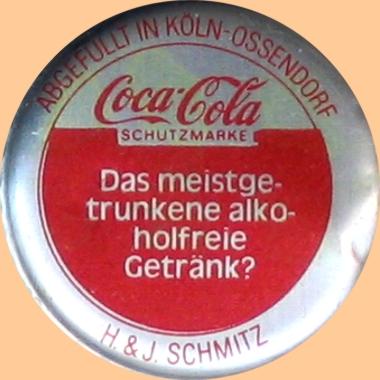 ABGEFÜLLT IN KÖLN-OSSENDORF
Coca-Cola
SCHUTZMARKE
Das meistge-
trunkene alko-
holfreie
Getränk?
H. & J. SCHMITZ